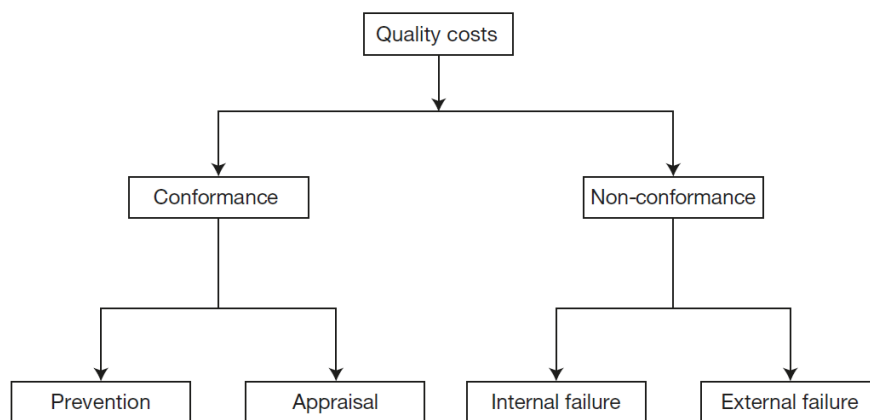 Quality costs
Conformance
Non-conformance
Prevention
Appraisal
Internal failure
External failure